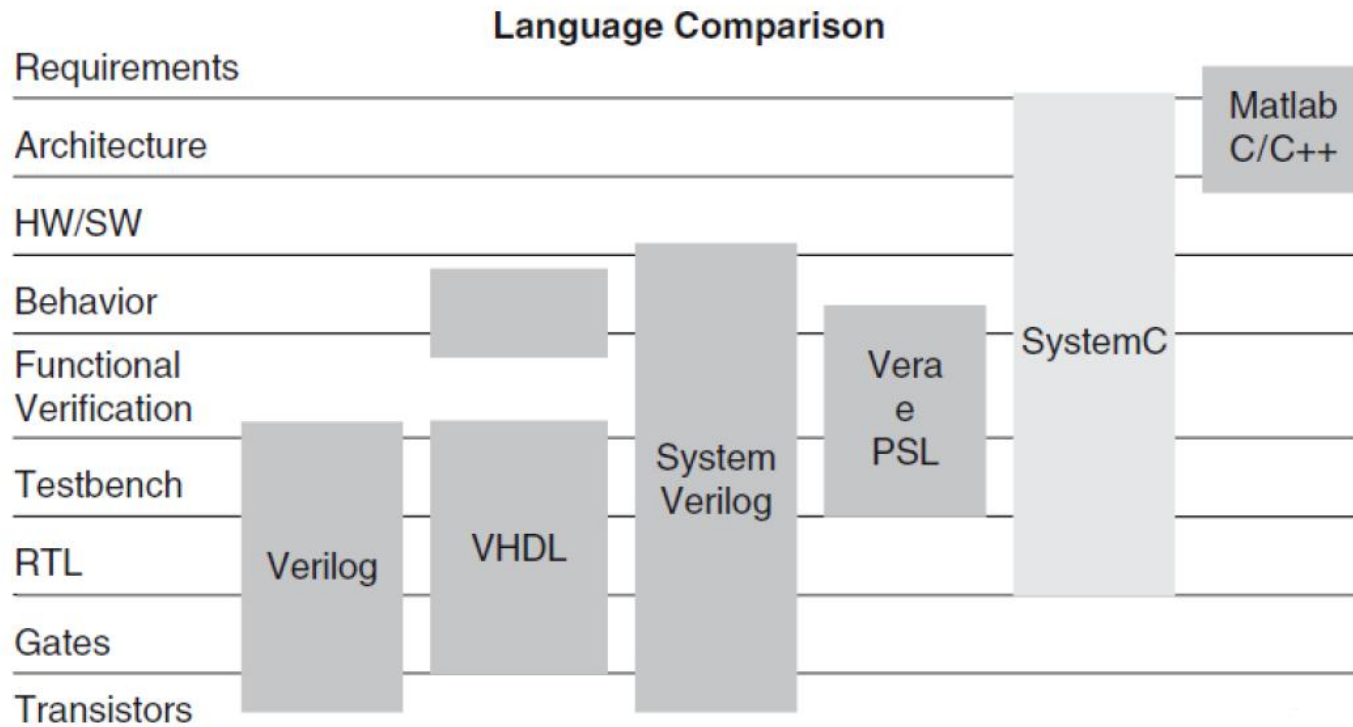 Language Comparison
Requirements
Architecture
HW/SW
Behavior
Functional
Verification
Testbench
RTL
Gates
Transistors
Verilog
VHDL
System
Verilog
Vera
e
PSL
SystemC
Matlab
C/C++